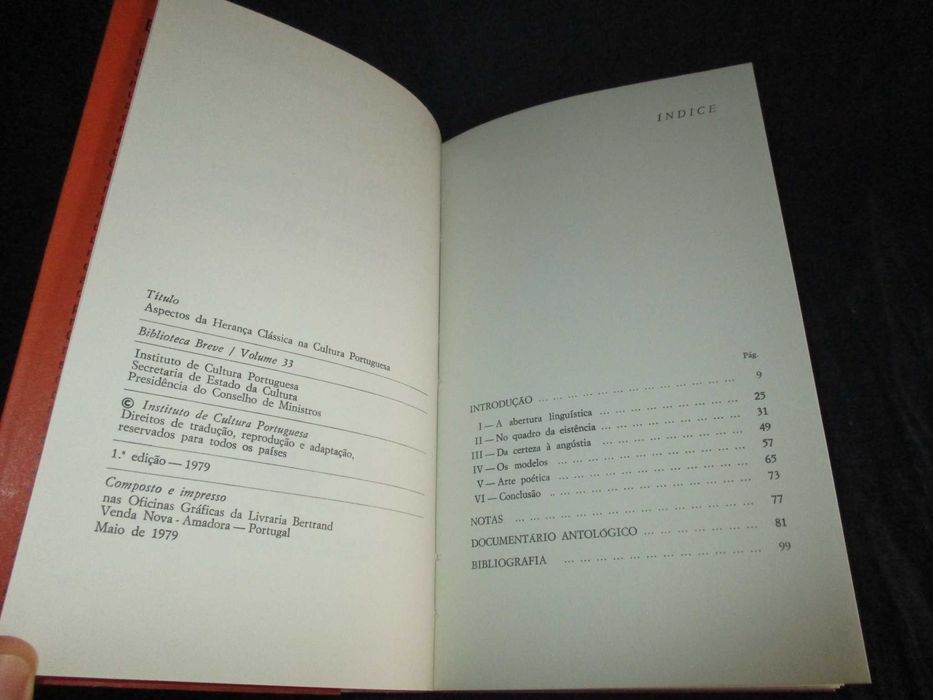 Título
Aspectos da Herança Clássica na Cultura Portuguesa
Biblioteca Breve / Volume 33
Instituto de Cultura Portuguesa
Secretaria de Estado da Cultura
Presidência do Conselho de Ministros
© Instituto de Cultura Portuguesa
Direitos de tradução, reprodução e adaptação,
reservados para todos os países
1.ª edição — 1979
Composto e impresso
nas Oficinas Gráficas da Livraria Bertrand
Venda Nova - Amadora — Portugal
Maio de 1979
INDICE
Pág.
INTRODUÇÃO ... 9
I — A abertura linguística ... 25
II — No quadro da eistência ... 31
III — Da certeza à angústia ... 49
IV — Os modelos ... 57
V — Arte poética ... 65
VI — Conclusão ... 73
NOTAS ... 77
DOCUMENTÁRIO ANTOLÓGICO ... 81
BIBLIOGRAFIA ... 99